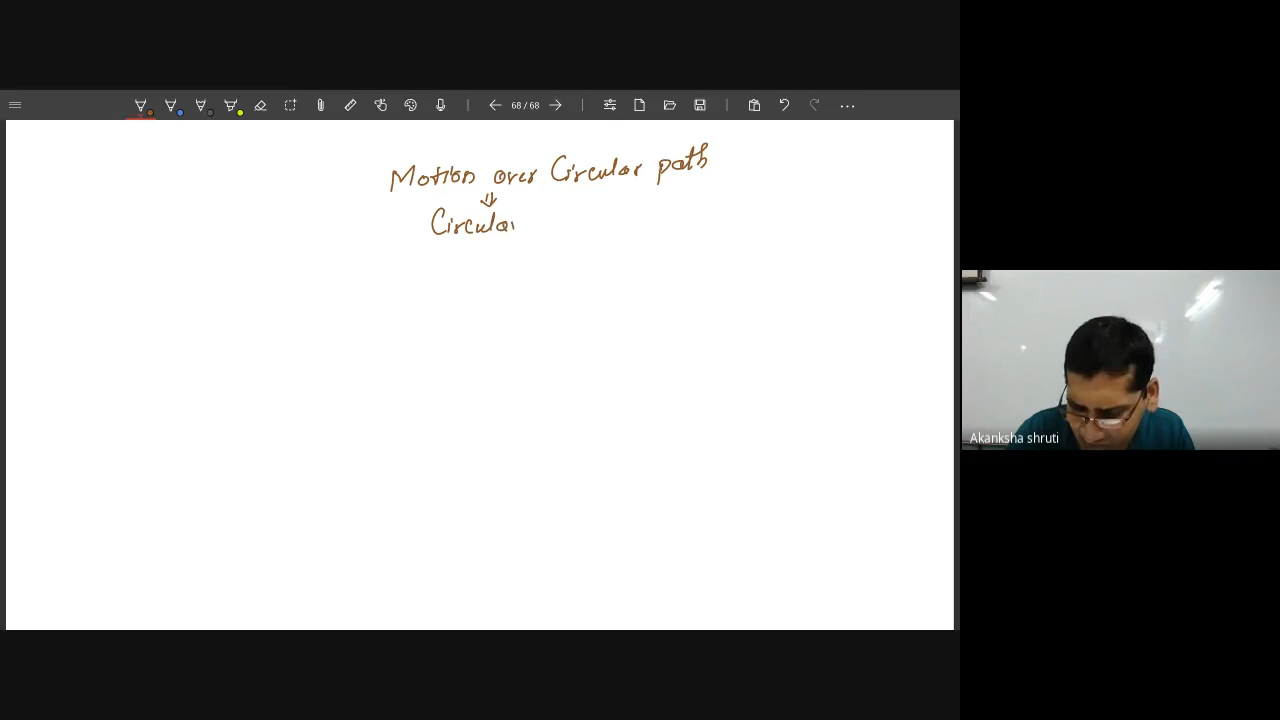 68 / 68
Motion over Circular path
⇓
Circular
Akanksha shruti